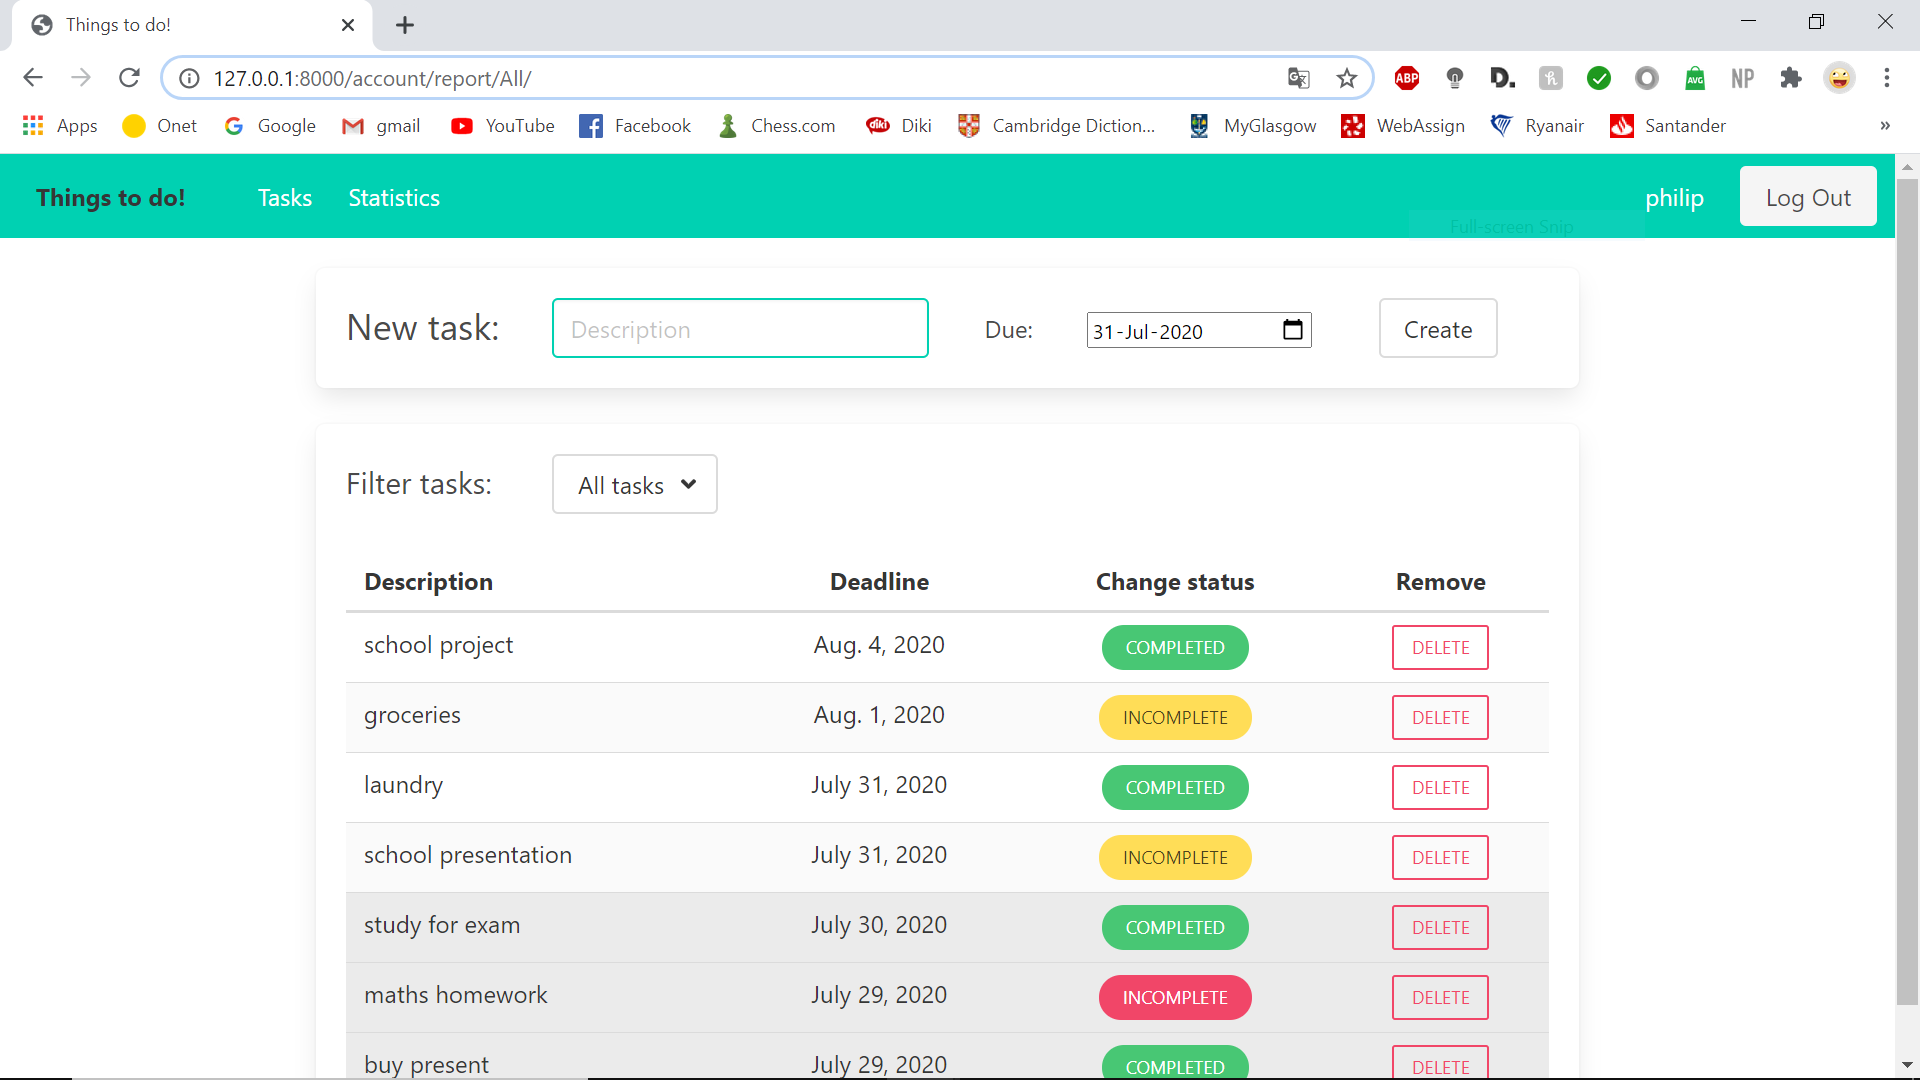 Things to do!
127.0.0.1:8000/account/report/All/
ABP D. h AVG NP
Apps Onet Google gmail YouTube Facebook Chess.com diki Diki Cambridge Diction... MyGlasgow WebAssign Ryanair Santander »
Things to do! Tasks Statistics philip Log Out
Full-screen Snip
New task: Description Due: 31-Jul-2020 Create
Filter tasks: All tasks
Description Deadline Change status Remove
school project Aug. 4, 2020 COMPLETED DELETE
groceries Aug. 1, 2020 INCOMPLETE DELETE
laundry July 31, 2020 COMPLETED DELETE
school presentation July 31, 2020 INCOMPLETE DELETE
study for exam July 30, 2020 COMPLETED DELETE
maths homework July 29, 2020 INCOMPLETE DELETE
buy present July 29, 2020 COMPLETED DELETE